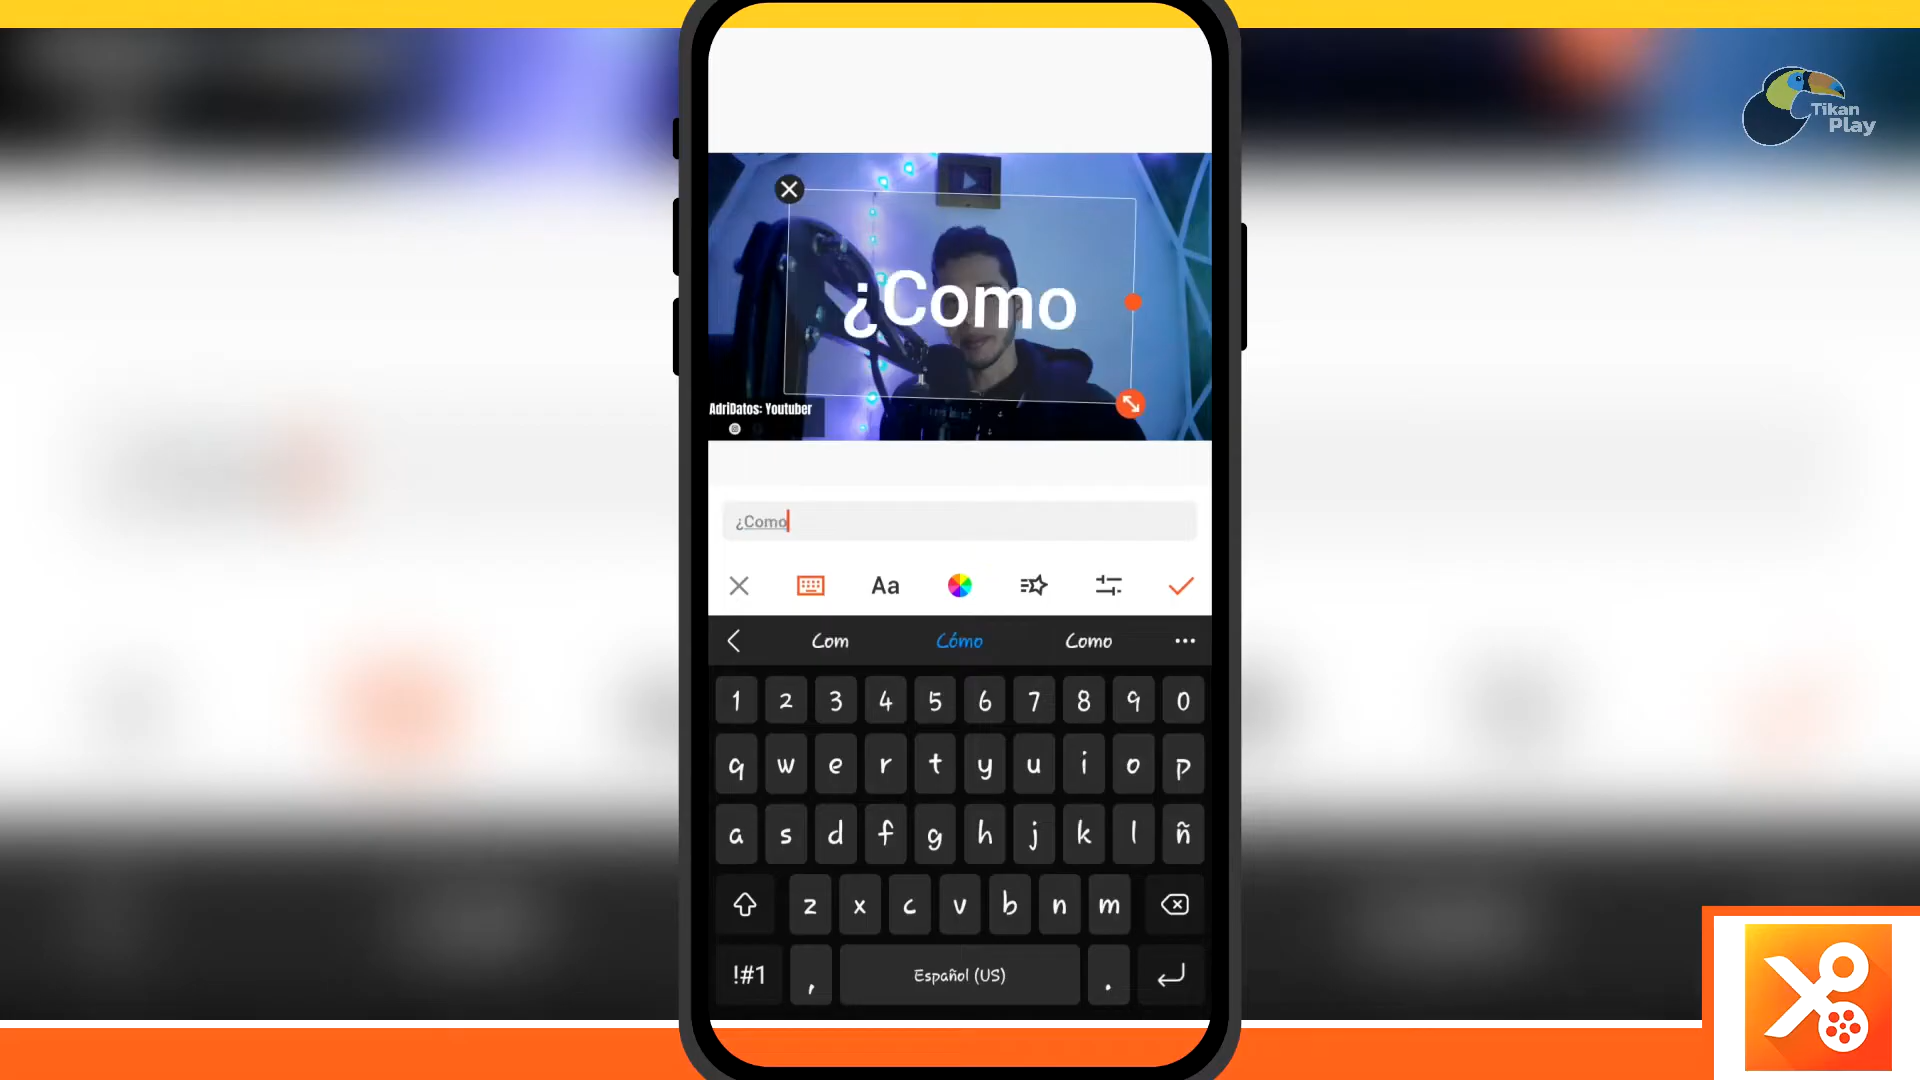 Tikan
Play
¿Como
AdriDatos: Youtuber
¿Como
Aa
Com
Cómo
Como
1 2 3 4 5 6 7 8 9 0
q w e r t y u i o p
a s d f g h j k l ñ
z x c v b n m
!#1 , Español (US) .